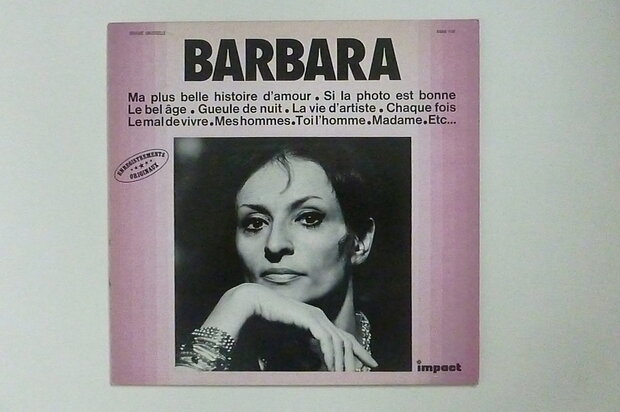 BARBARA
Ma plus belle histoire d'amour • Si la photo est bonne
Le bel âge • Gueule de nuit • La vie d'artiste • Chaque fois
Le mal de vivre • Mes hommes • Toi l'homme • Madame • Etc...
ENREGISTREMENTS
ORIGINAUX
impact